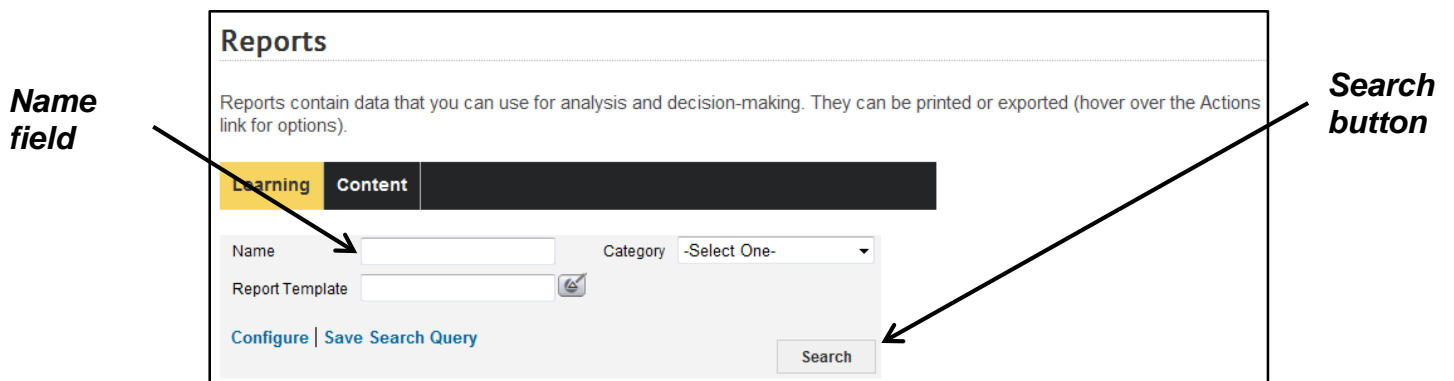 Reports
Name
field
Reports contain data that you can use for analysis and decision-making. They can be printed or exported (hover over the Actions
link for options).
Search
button
Learning Content
Name Category -Select One-
Report Template
Configure | Save Search Query
Search